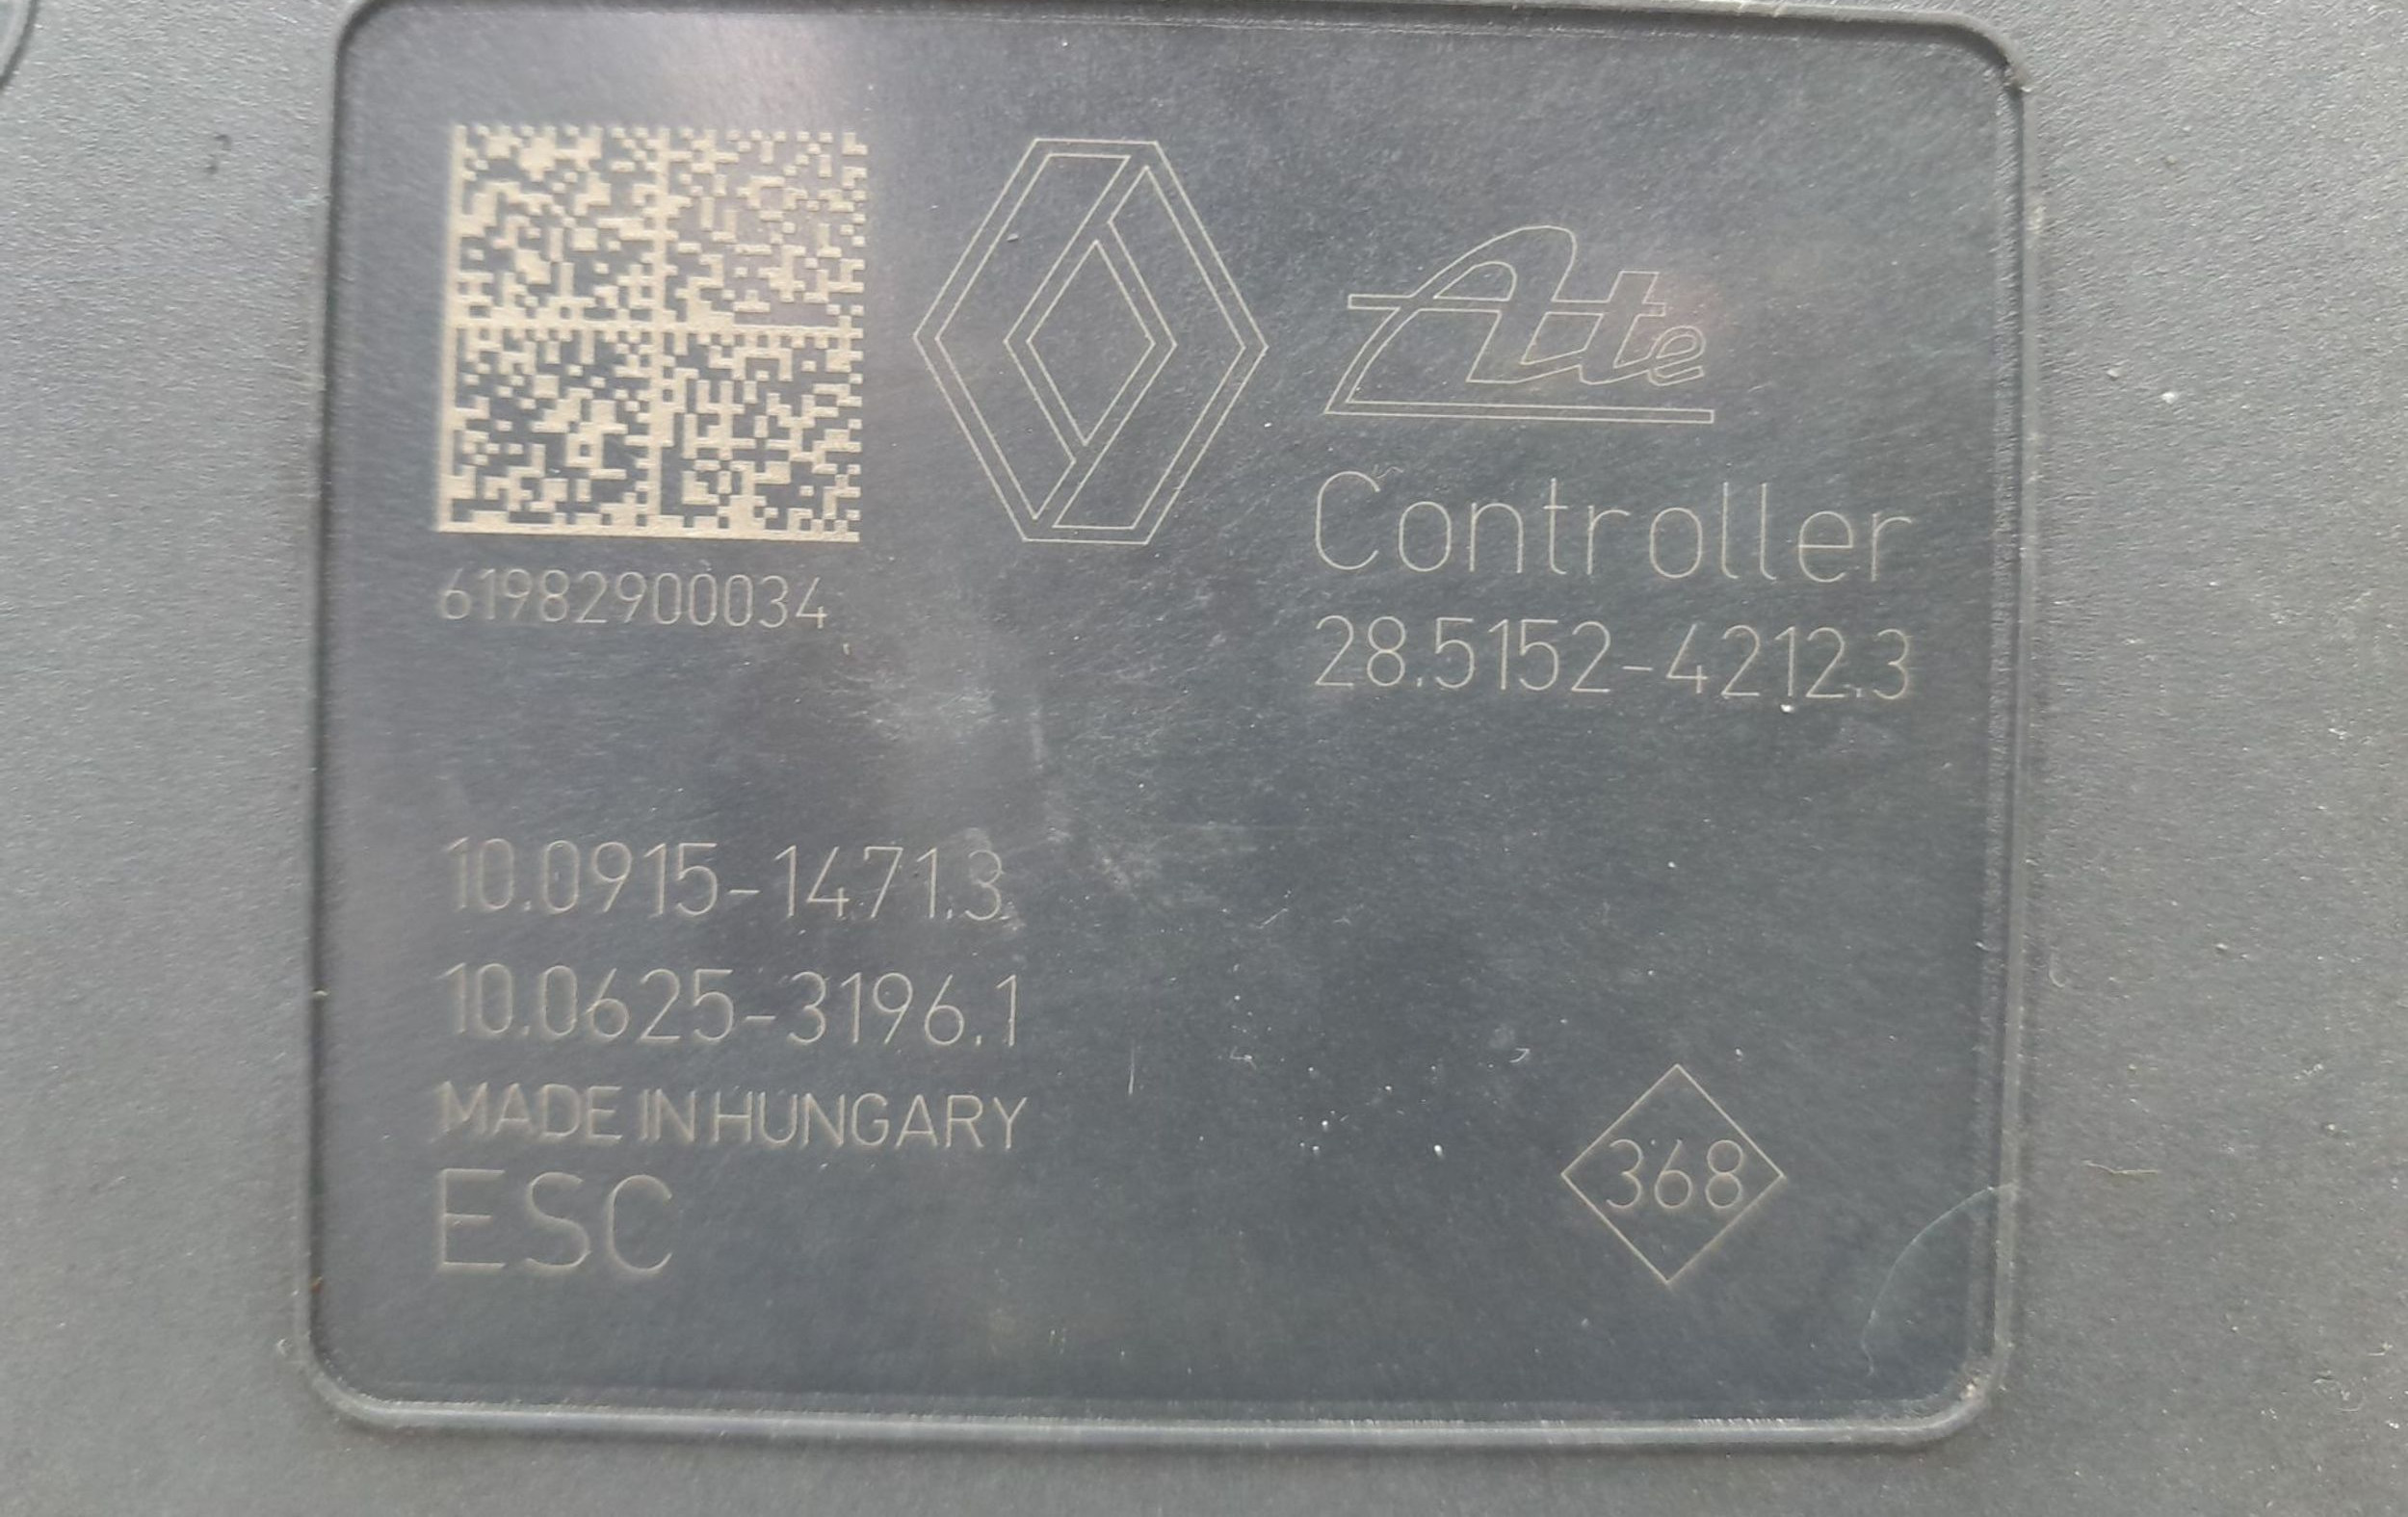 61982900034
Ate
Controller
28.5152-4212.3
10.0915-1471.3
10.0625-3196.1
MADE IN HUNGARY
ESC
368